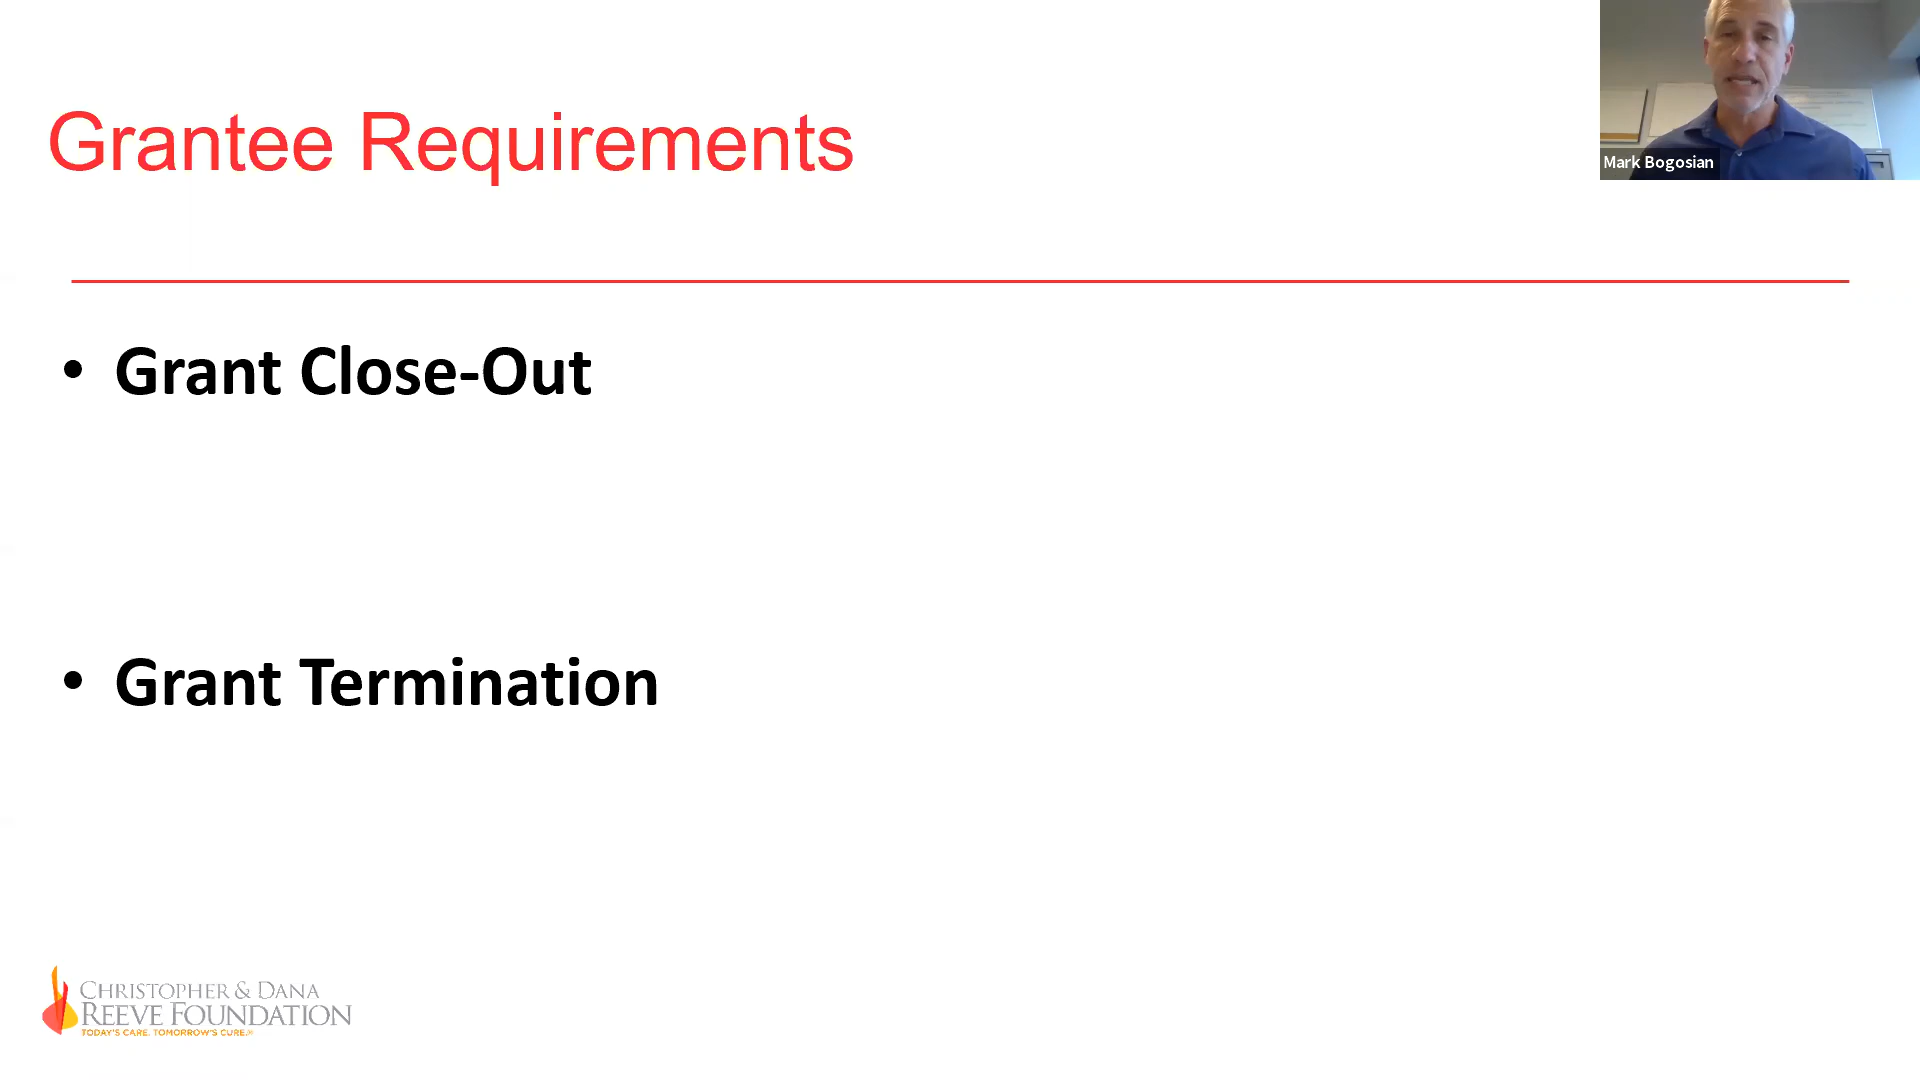 Grantee Requirements
Mark Bogosian
• Grant Close-Out
• Grant Termination
CHRISTOPHER & DANA
REEVE FOUNDATION
TODAY'S CARE. TOMORROW'S CURE.®